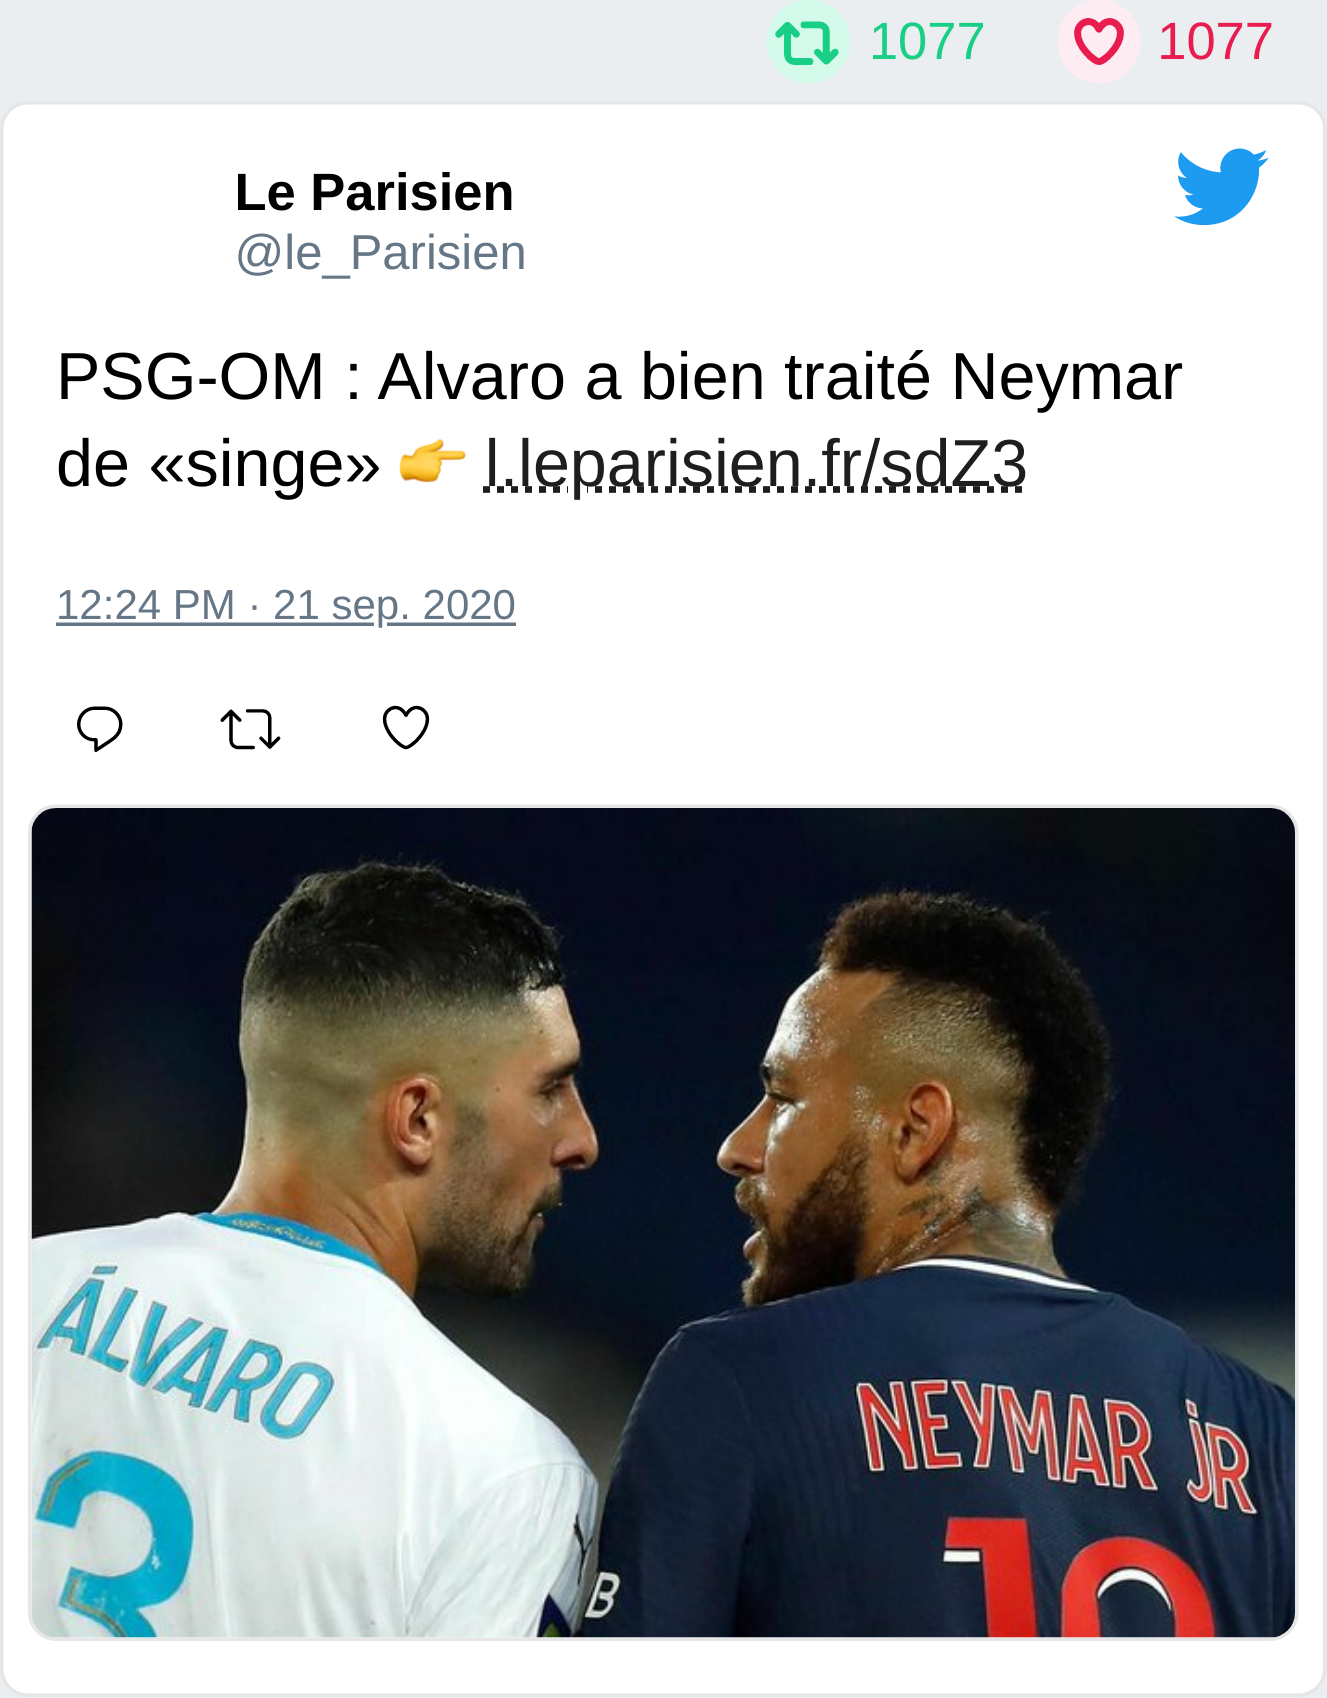 1077 1077
Le Parisien
@le_Parisien
PSG-OM : Alvaro a bien traité Neymar
de «singe» 👉 l.leparisien.fr/sdZ3
12:24 PM · 21 sep. 2020
ÁLVARO
3
NEYMAR JR
10
B